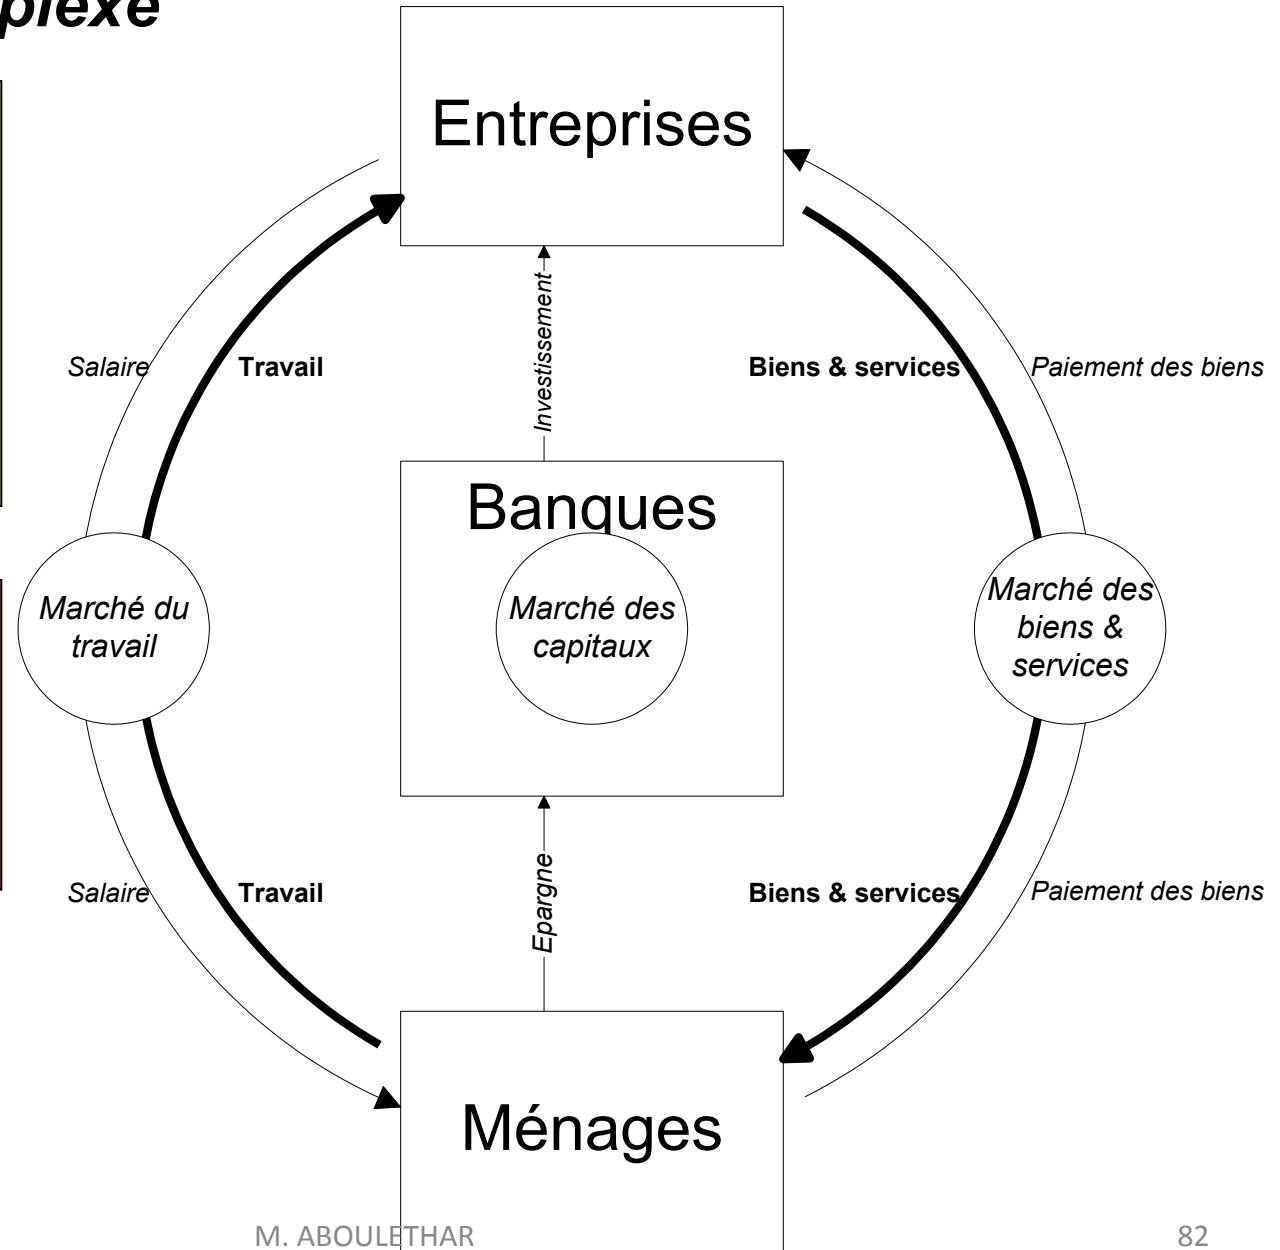 plexe
Entreprises
Investissement
Salaire
Travail
Biens & services
Paiement des biens
Banques
Marché du
travail
Marché des
capitaux
Marché des
biens &
services
Salaire
Travail
Epargne
Biens & services
Paiement des biens
Ménages
M. ABOULETHAR
82